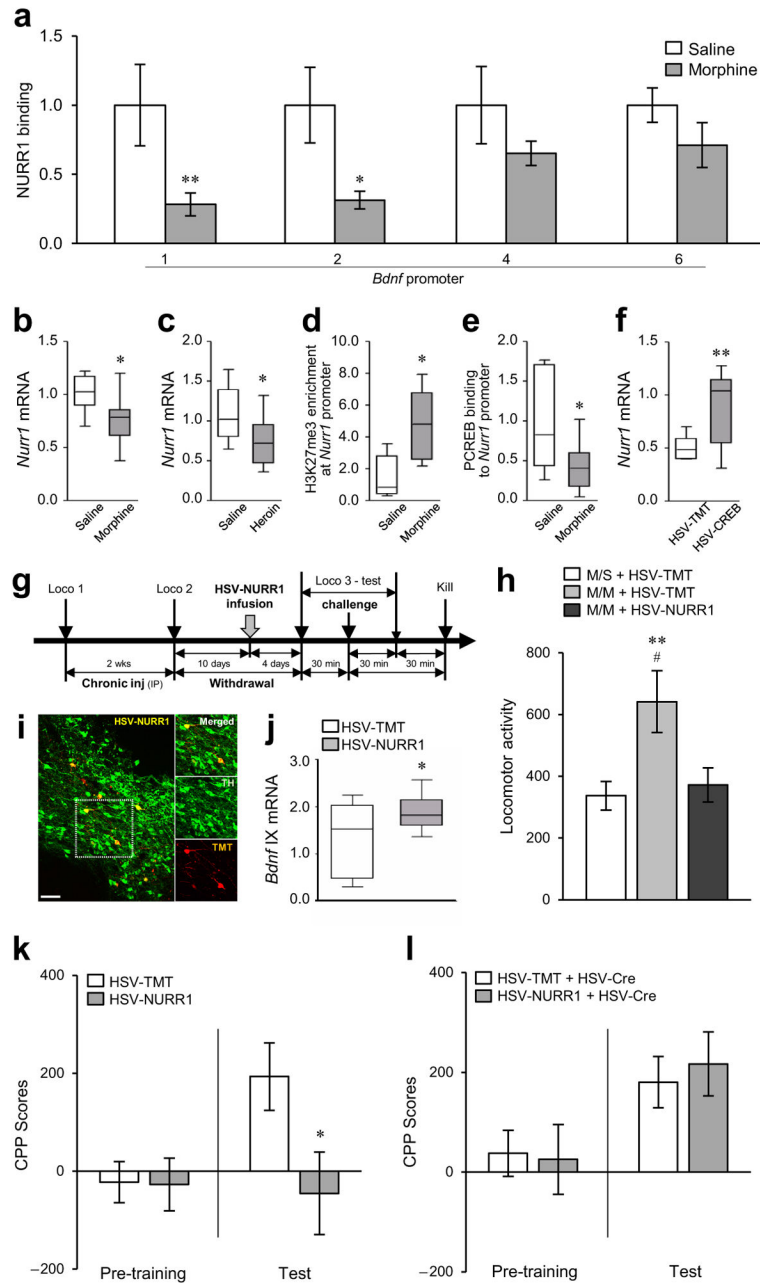 a
NURR1 binding
1.5
1.0
0.5
0.0
Saline
Morphine
**
*
1
2
4
6
Bdnf promoter
b
Nurr1 mRNA
1.5
1.0
0.5
0.0
*
Saline
Morphine
c
Nurr1 mRNA
2.0
1.5
1.0
0.5
0.0
*
Saline
Heroin
d
H3K27me3 enrichment
at Nurr1 promoter
10.0
8.0
6.0
4.0
2.0
0.0
*
Saline
Morphine
e
PCREB binding
to Nurr1 promoter
2.0
1.5
1.0
0.5
0.0
*
Saline
Morphine
f
Nurr1 mRNA
1.5
1.0
0.5
0.0
**
HSV-TMT
HSV-CREB
g
Loco 1
Loco 2
HSV-NURR1
infusion
Loco 3 - test
challenge
Kill
2 wks
10 days
4 days
30 min
30 min
30 min
Chronic inj (IP)
Withdrawal
h
M/S + HSV-TMT
M/M + HSV-TMT
M/M + HSV-NURR1
Locomotor activity
800
600
400
200
0
**
#
i
HSV-NURR1
Merged
TH
TMT
j
HSV-TMT
HSV-NURR1
Bdnf IX mRNA
3.0
2.0
1.0
0.0
*
k
HSV-TMT
HSV-NURR1
CPP Scores
400
200
0
−200
*
Pre-training
Test
l
HSV-TMT + HSV-Cre
HSV-NURR1 + HSV-Cre
CPP Scores
400
200
0
−200
Pre-training
Test